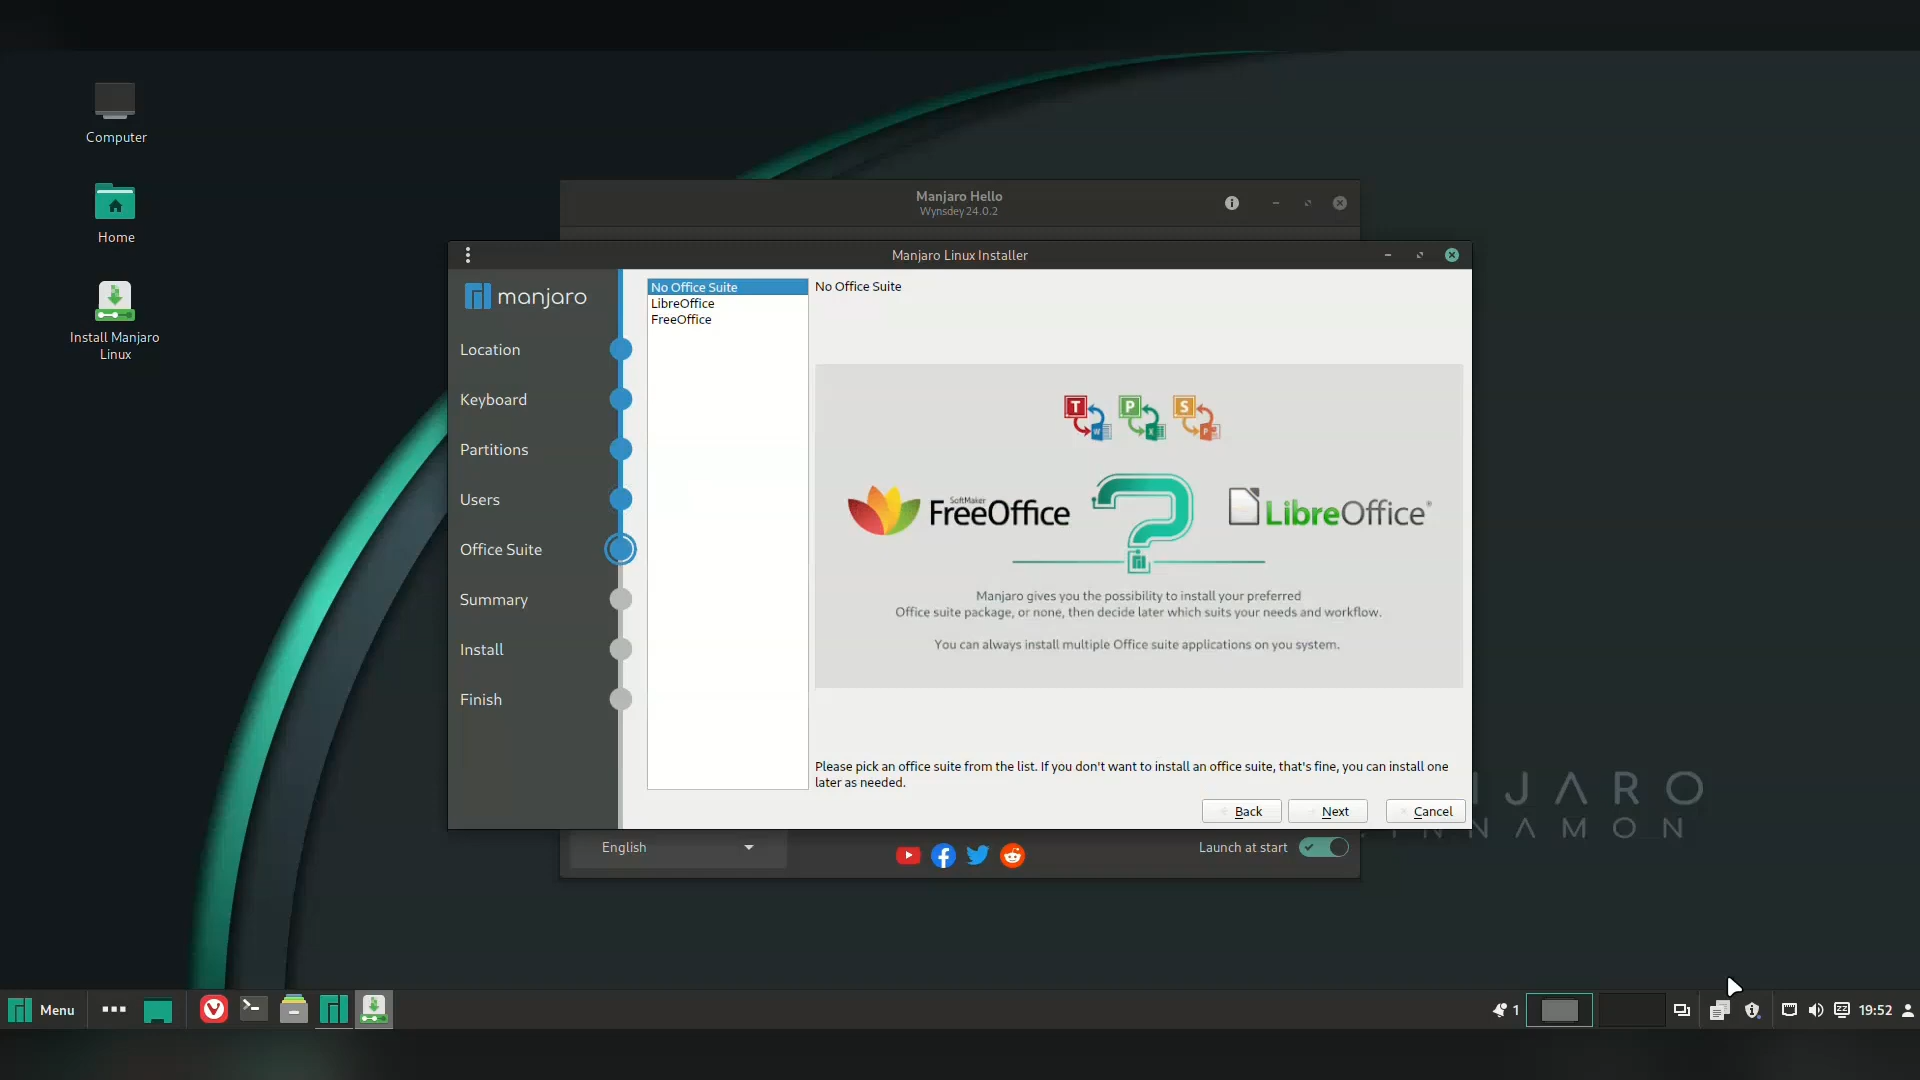 Computer
Home
Install Manjaro
Linux
Manjaro Hello
Wynsdey 24.0.2
Manjaro Linux Installer
manjaro
Location
Keyboard
Partitions
Users
Office Suite
Summary
Install
Finish
No Office Suite
LibreOffice
FreeOffice
No Office Suite
T
W
P
X
S
P
SoftMaker
FreeOffice
LibreOffice®
Manjaro gives you the possibility to install your preferred
Office suite package, or none, then decide later which suits your needs and workflow.
You can always install multiple Office suite applications on you system.
Please pick an office suite from the list. If you don't want to install an office suite, that's fine, you can install one
later as needed.
Back
Next
Cancel
JARO
INNAMON
English
Launch at start
Menu
1
19:52